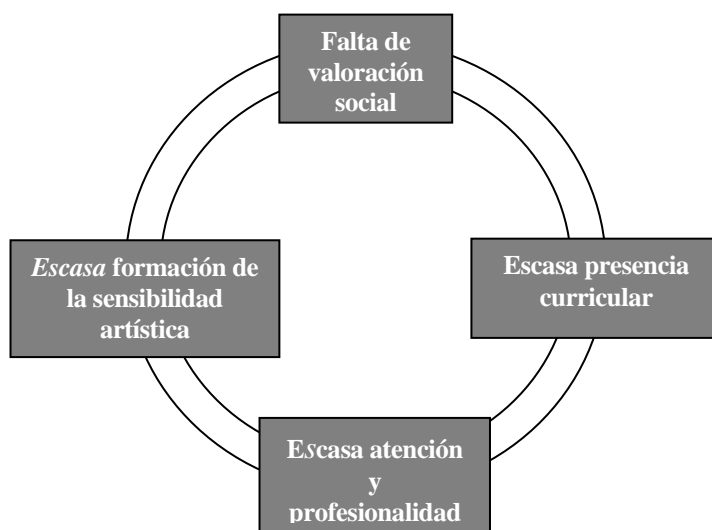 Falta de
valoración
social
Escasa formación de
la sensibilidad
artística
Escasa presencia
curricular
Escasa atención
y
profesionalidad